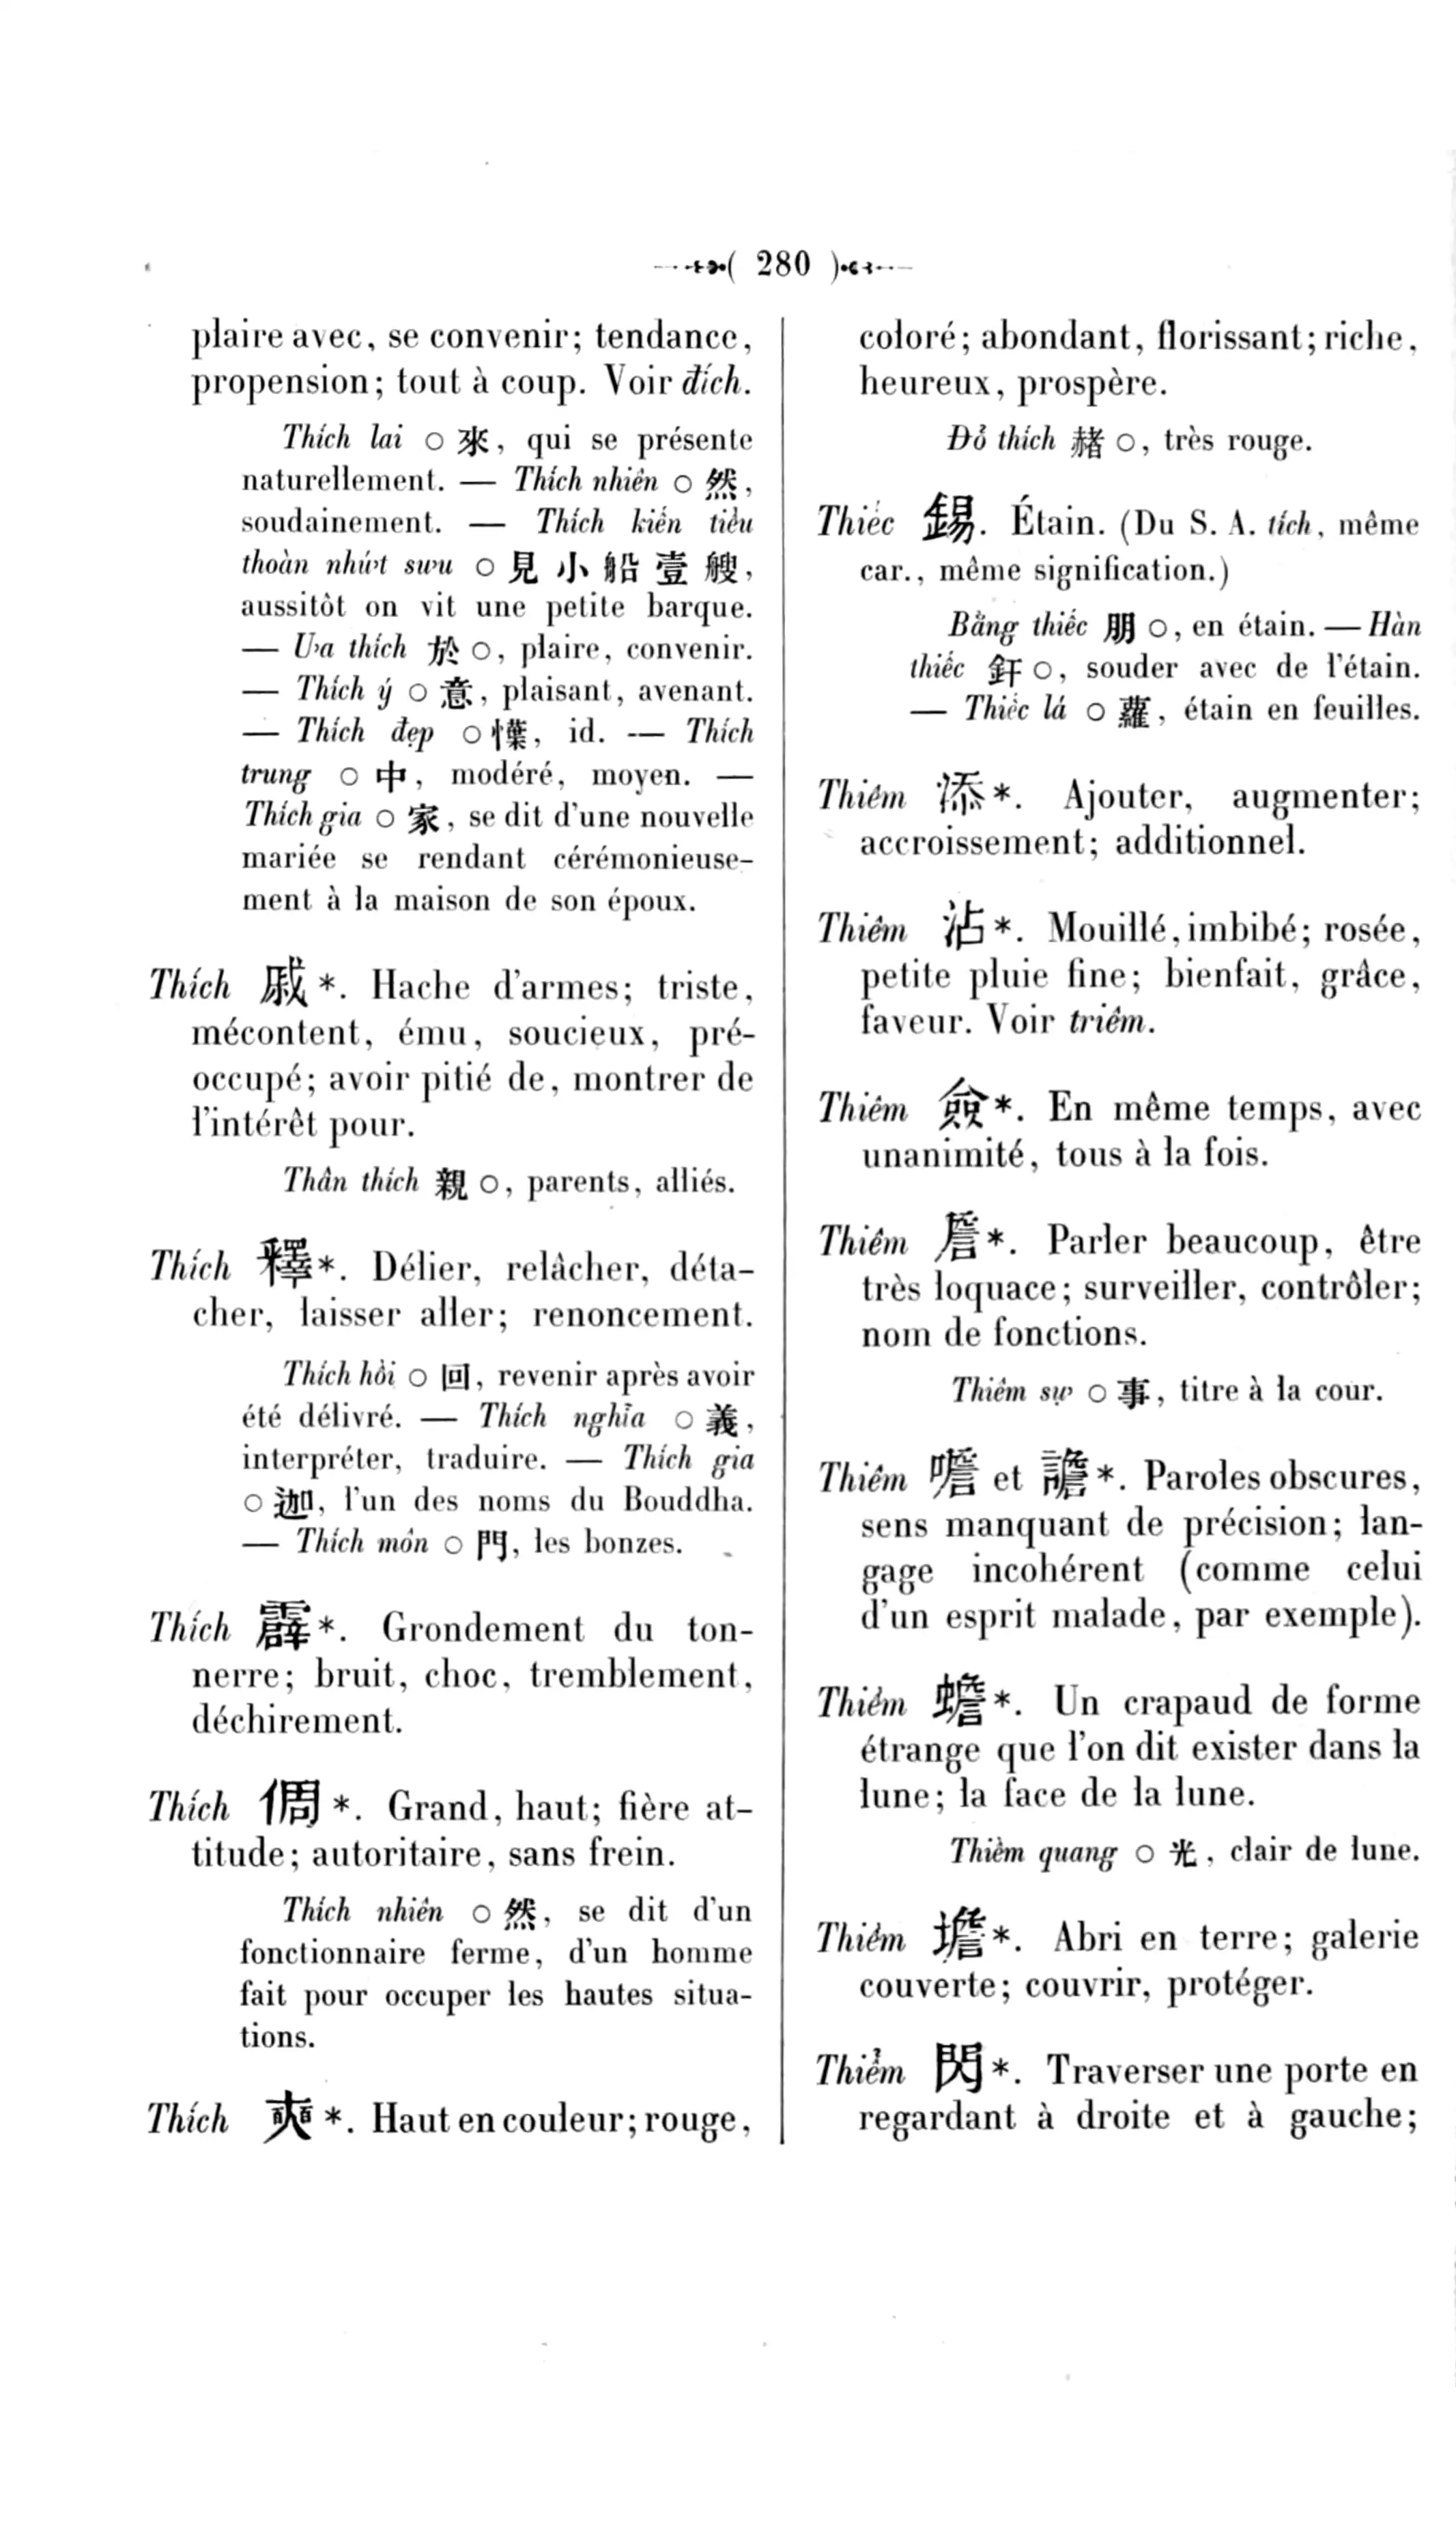 ( 280 )
plaire avec, se convenir; tendance,
propension; tout à coup. Voir đích.
Thích lai ○ 來, qui se présente
naturellement. — Thích nhiên ○ 然,
soudainement. — Thích kiến tiểu
thoàn nhứt sưu ○ 見 小 船 壹 艘,
aussitôt on vit une petite barque.
— Ưa thích 於 ○, plaire, convenir.
— Thích ý ○ 意, plaisant, avenant.
— Thích đẹp ○ , id. — Thích
trung ○ 中, modéré, moyen. —
Thích gia ○ 家, se dit d'une nouvelle
mariée se rendant cérémonieuse-
ment à la maison de son époux.
Thích 戚 *. Hache d'armes; triste,
mécontent, ému, soucieux, pré-
occupé; avoir pitié de, montrer de
l'intérêt pour.
Thân thích 親 ○, parents, alliés.
Thích 釋 *. Délier, relâcher, déta-
cher, laisser aller; renoncement.
Thích hồi ○ 回, revenir après avoir
été délivré. — Thích nghĩa ○ 義,
interpréter, traduire. — Thích gia
○ 迦, l'un des noms du Bouddha.
— Thích môn ○ 門, les bonzes.
Thích 霹 *. Grondement du ton-
nerre; bruit, choc, tremblement,
déchirement.
Thích 倜 *. Grand, haut; fière at-
titude; autoritaire, sans frein.
Thích nhiên ○ 然, se dit d'un
fonctionnaire ferme, d'un homme
fait pour occuper les hautes situa-
tions.
Thích 奭 *. Haut en couleur; rouge,
coloré; abondant, florissant; riche,
heureux, prospère.
Đỏ thích 赭 ○, très rouge.
Thiếc 錫. Étain. (Du S. A. tích, même
car., même signification.)
Bằng thiếc 朋 ○, en étain. — Hàn
thiếc 釬 ○, souder avec de l'étain.
— Thiếc lá ○ 蘿, étain en feuilles.
Thiêm 添 *. Ajouter, augmenter;
accroissement; additionnel.
Thiêm 沾 *. Mouillé, imbibé; rosée,
petite pluie fine; bienfait, grâce,
faveur. Voir triêm.
Thiêm 僉 *. En même temps, avec
unanimité, tous à la fois.
Thiêm 詹 *. Parler beaucoup, être
très loquace; surveiller, contrôler;
nom de fonctions.
Thiêm sự ○ 事, titre à la cour.
Thiêm 噡 et 譫 *. Paroles obscures,
sens manquant de précision; lan-
gage incohérent (comme celui
d'un esprit malade, par exemple).
Thiềm 蟾 *. Un crapaud de forme
étrange que l'on dit exister dans la
lune; la face de la lune.
Thiềm quang ○ 光, clair de lune.
Thiềm 壛 *. Abri en terre; galerie
couverte; couvrir, protéger.
Thiểm 閃 *. Traverser une porte en
regardant à droite et à gauche;